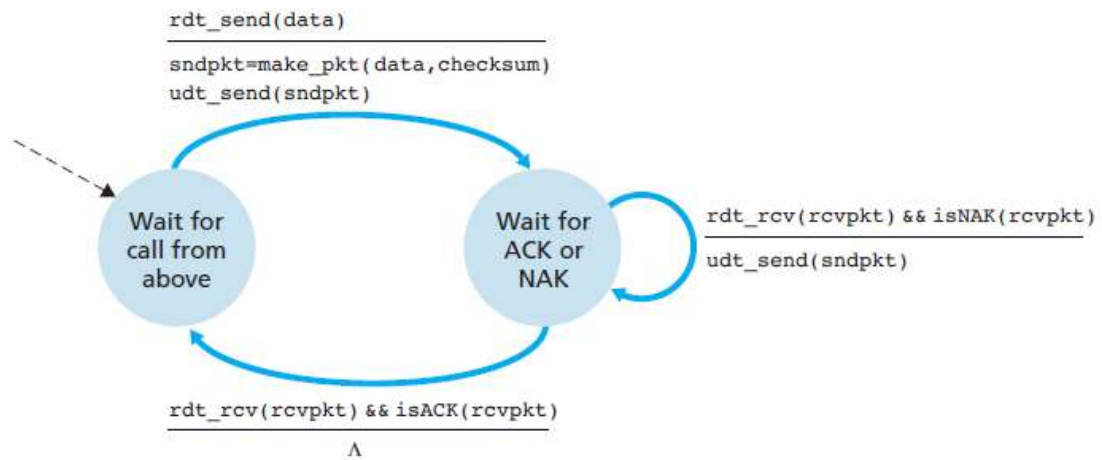 rdt_send(data)
sndpkt=make_pkt(data,checksum)
udt_send(sndpkt)
Wait for
call from
above
Wait for
ACK or
NAK
rdt_rcv(rcvpkt) && isNAK(rcvpkt)
udt_send(sndpkt)
rdt_rcv(rcvpkt) && isACK(rcvpkt)
Λ